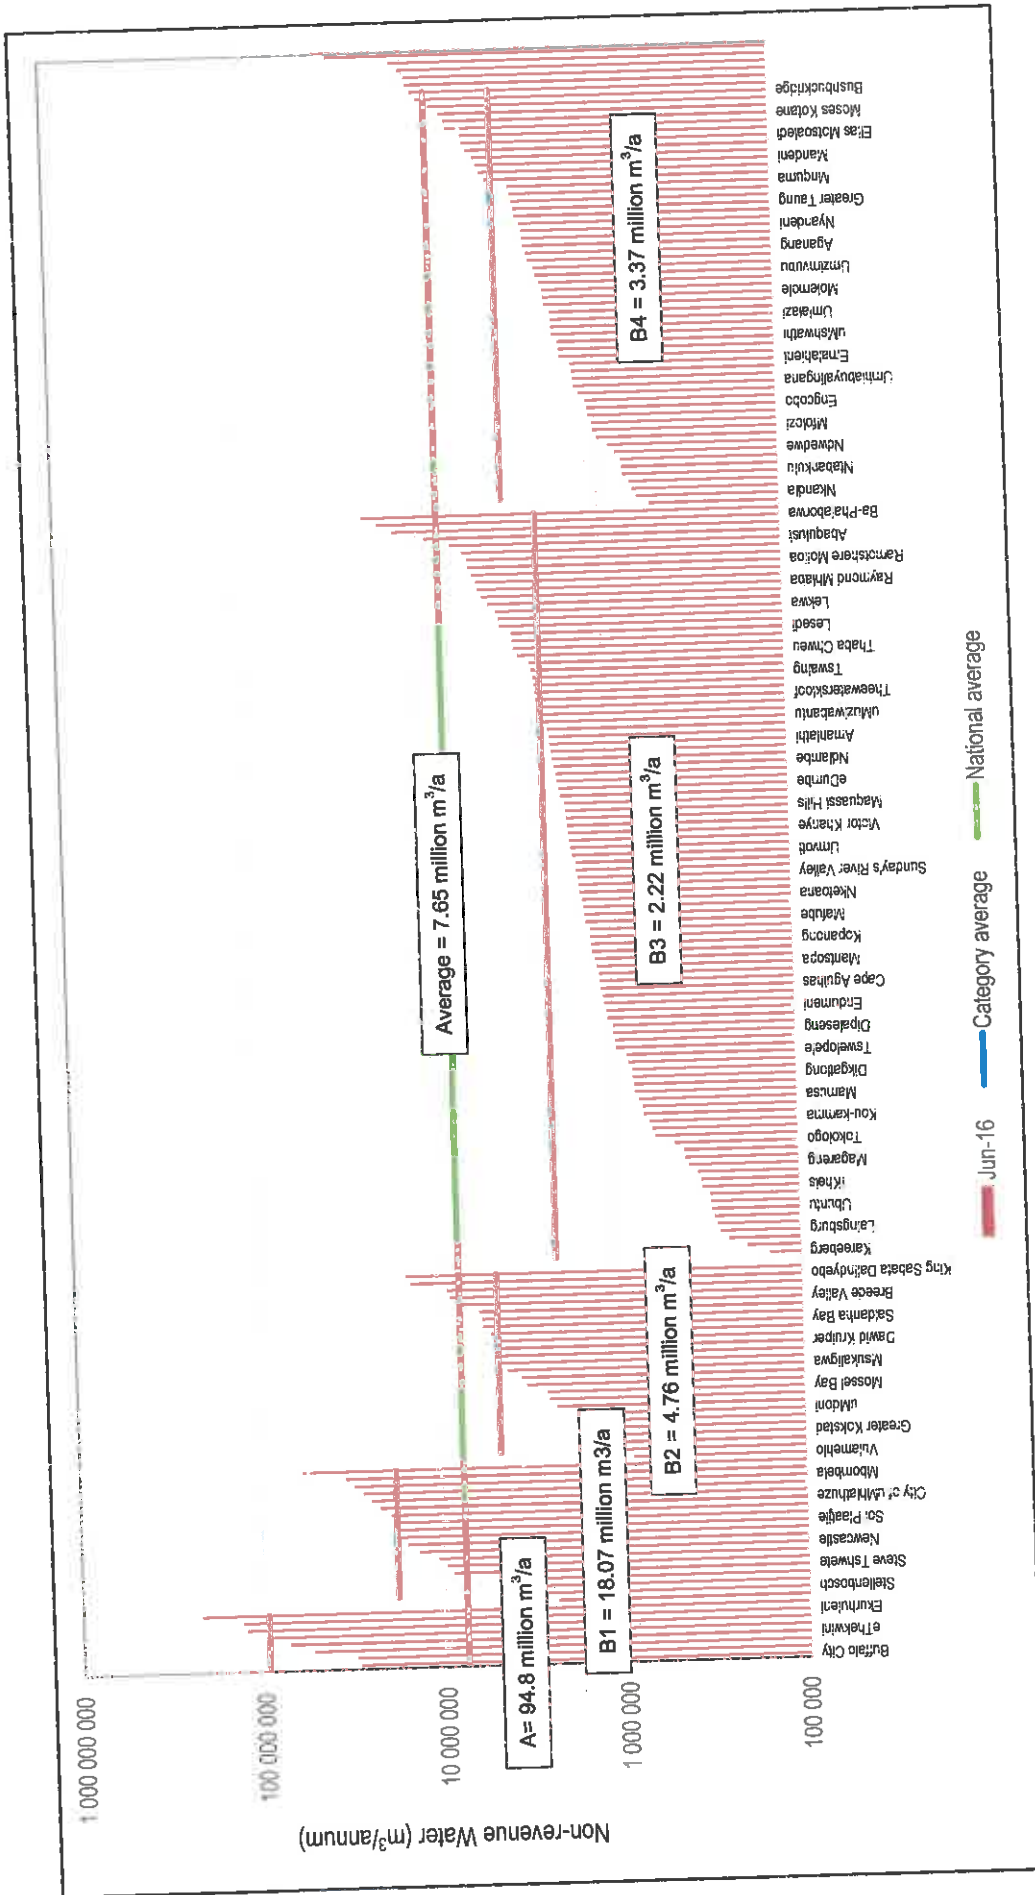 Non-revenue Water (m³/annum)
1 000 000 000
100 000 000
10 000 000
1 000 000
100 000
A= 94.8 million m³/a
B1 = 18.07 million m3/a
B2 = 4.76 million m³/a
Average = 7.65 million m³/a
B3 = 2.22 million m³/a
B4 = 3.37 million m³/a
Buffalo City
eThekwini
Ekurhuleni
Stellenbosch
Steve Tshwete
Newcastle
Sol Plaatjie
City of uMhlathuze
Mbombela
Vulamehlo
Greater Kokstad
uMdoni
Mossel Bay
Msukaligwa
Dawid Kruiper
Saldanha Bay
Breede Valley
King Sabata Dalindyebo
Kareeberg
Laingsburg
Ubuntu
!Kheis
Magareng
Tokologo
Kou-kamma
Mamusa
Dikgatlong
Tswelopele
Dipaleseng
Endumeni
Cape Agulhas
Mantsopa
Kopanong
Matube
Nketoana
Sunday's River Valley
Umvoti
Victor Khanye
Maquassi Hills
eDumbe
Ndlambe
Amahlathi
uMuziwabantu
Theewaterskloof
Tswaing
Thaba Chweu
Lesedi
Lekwa
Raymond Mhlaba
Ramotshere Moiloa
Abaqulusi
Ba-Phalaborwa
Nkandla
Ntabankulu
Ndwedwe
Mfolozi
Engcobo
Umhlabuyalingana
Emalahleni
uMshwathi
Umlalazi
Molemole
Umzimvubu
Aganang
Nyandeni
Greater Taung
Mnquma
Mandeni
Elias Motsoaledi
Moses Kotane
Bushbuckridge
Jun-16
Category average
National average